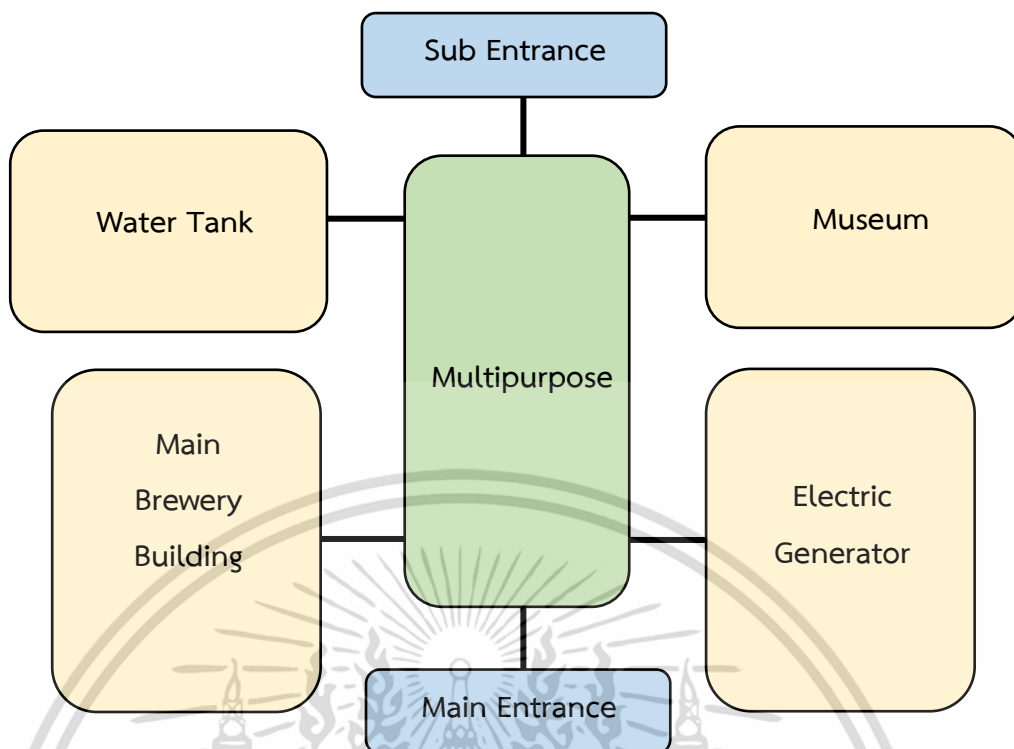 Sub Entrance
Water Tank
Museum
Multipurpose
Main
Brewery
Building
Electric
Generator
Main Entrance